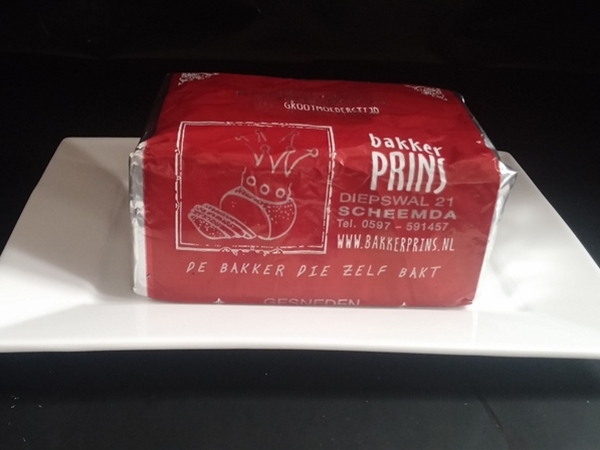 GROOTMOEDERSTIJD
bakker
PRINS
DIEPSWAL 21
SCHEEMDA
Tel. 0597 - 591457
WWW.BAKKERPRINS.NL
DE BAKKER DIE ZELF BAKT
GESNEDEN